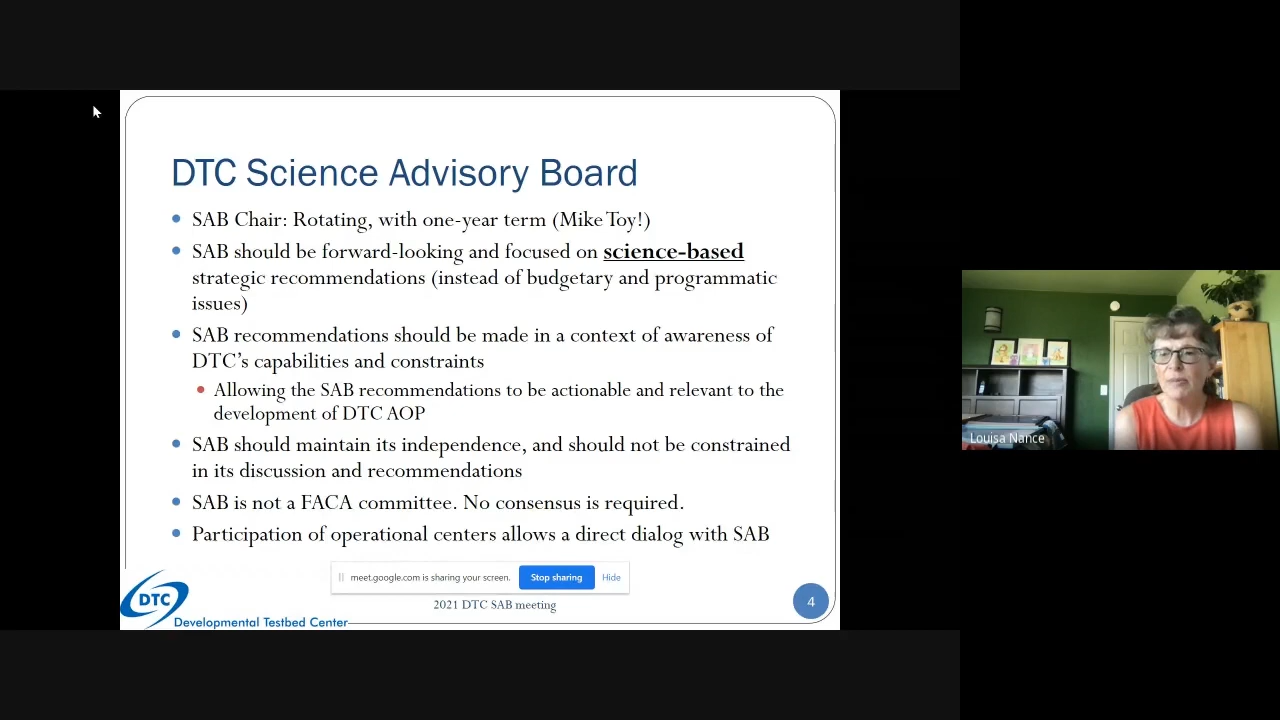 DTC Science Advisory Board
SAB Chair: Rotating, with one-year term (Mike Toy!)
SAB should be forward-looking and focused on science-based
strategic recommendations (instead of budgetary and programmatic
issues)
SAB recommendations should be made in a context of awareness of
DTC's capabilities and constraints
Allowing the SAB recommendations to be actionable and relevant to the
development of DTC AOP
SAB should maintain its independence, and should not be constrained
in its discussion and recommendations
SAB is not a FACA committee. No consensus is required.
Participation of operational centers allows a direct dialog with SAB
meet.google.com is sharing your screen. Stop sharing Hide
DTC
Developmental Testbed Center
2021 DTC SAB meeting
4
Louisa Nance